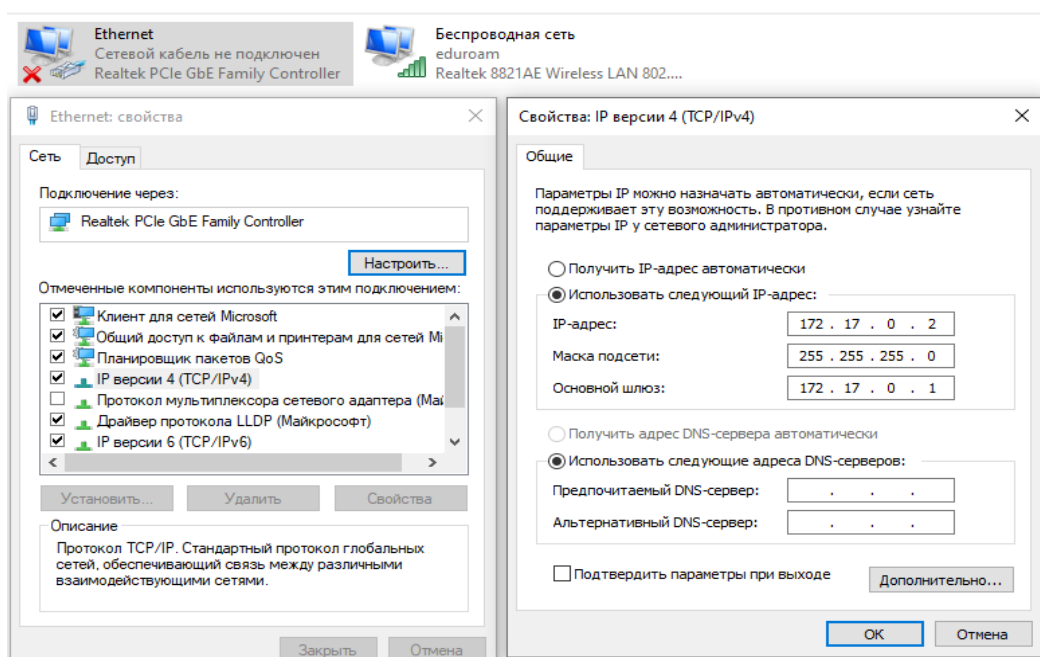 Ethernet
Сетевой кабель не подключен
Realtek PCIe GbE Family Controller
Беспроводная сеть
eduroam
Realtek 8821AE Wireless LAN 802....
Ethernet: свойства
Сеть
Доступ
Подключение через:
Realtek PCIe GbE Family Controller
Настроить...
Отмеченные компоненты используются этим подключением:
Клиент для сетей Microsoft
Общий доступ к файлам и принтерам для сетей Mi
Планировщик пакетов QoS
IP версии 4 (TCP/IPv4)
Протокол мультиплексора сетевого адаптера (Май
Драйвер протокола LLDP (Майкрософт)
IP версии 6 (TCP/IPv6)
Установить...
Удалить
Свойства
Описание
Протокол TCP/IP. Стандартный протокол глобальных
сетей, обеспечивающий связь между различными
взаимодействующими сетями.
Закрыть
Отмена
Свойства: IP версии 4 (TCP/IPv4)
Общие
Параметры IP можно назначать автоматически, если сеть
поддерживает эту возможность. В противном случае узнайте
параметры IP у сетевого администратора.
Получить IP-адрес автоматически
Использовать следующий IP-адрес:
IP-адрес: 172 . 17 . 0 . 2
Маска подсети: 255 . 255 . 255 . 0
Основной шлюз: 172 . 17 . 0 . 1
Получить адрес DNS-сервера автоматически
Использовать следующие адреса DNS-серверов:
Предпочитаемый DNS-сервер: . . .
Альтернативный DNS-сервер: . . .
Подтвердить параметры при выходе
Дополнительно...
OK
Отмена